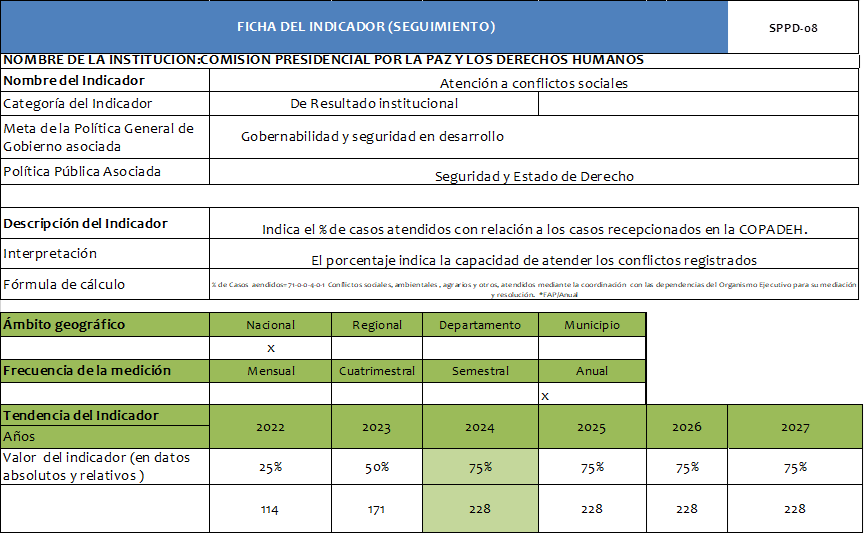 FICHA DEL INDICADOR (SEGUIMIENTO) SPPD-08
NOMBRE DE LA INSTITUCION:COMISION PRESIDENCIAL POR LA PAZ Y LOS DERECHOS HUMANOS
Nombre del Indicador Atención a conflictos sociales
Categoría del Indicador De Resultado institucional
Meta de la Política General de
Gobierno asociada Gobernabilidad y seguridad en desarrollo
Política Pública Asociada Seguridad y Estado de Derecho
Descripción del Indicador Indica el % de casos atendidos con relación a los casos recepcionados en la COPADEH.
Interpretación El porcentaje indica la capacidad de atender los conflictos registrados
Fórmula de cálculo % de Casos aendidos=71-0-0-4-0-1 Conflictos sociales, ambientales, agrarios y otros, atendidos mediante la coordinación con las dependencias del Organismo Ejecutivo para su mediación
y resolución. *FAP/Anual
Ámbito geográfico Nacional Regional Departamento Municipio
x
Frecuencia de la medición Mensual Cuatrimestral Semestral Anual
x
Tendencia del Indicador
Años 2022 2023 2024 2025 2026 2027
Valor del indicador (en datos
absolutos y relativos ) 25% 50% 75% 75% 75% 75%
114 171 228 228 228 228